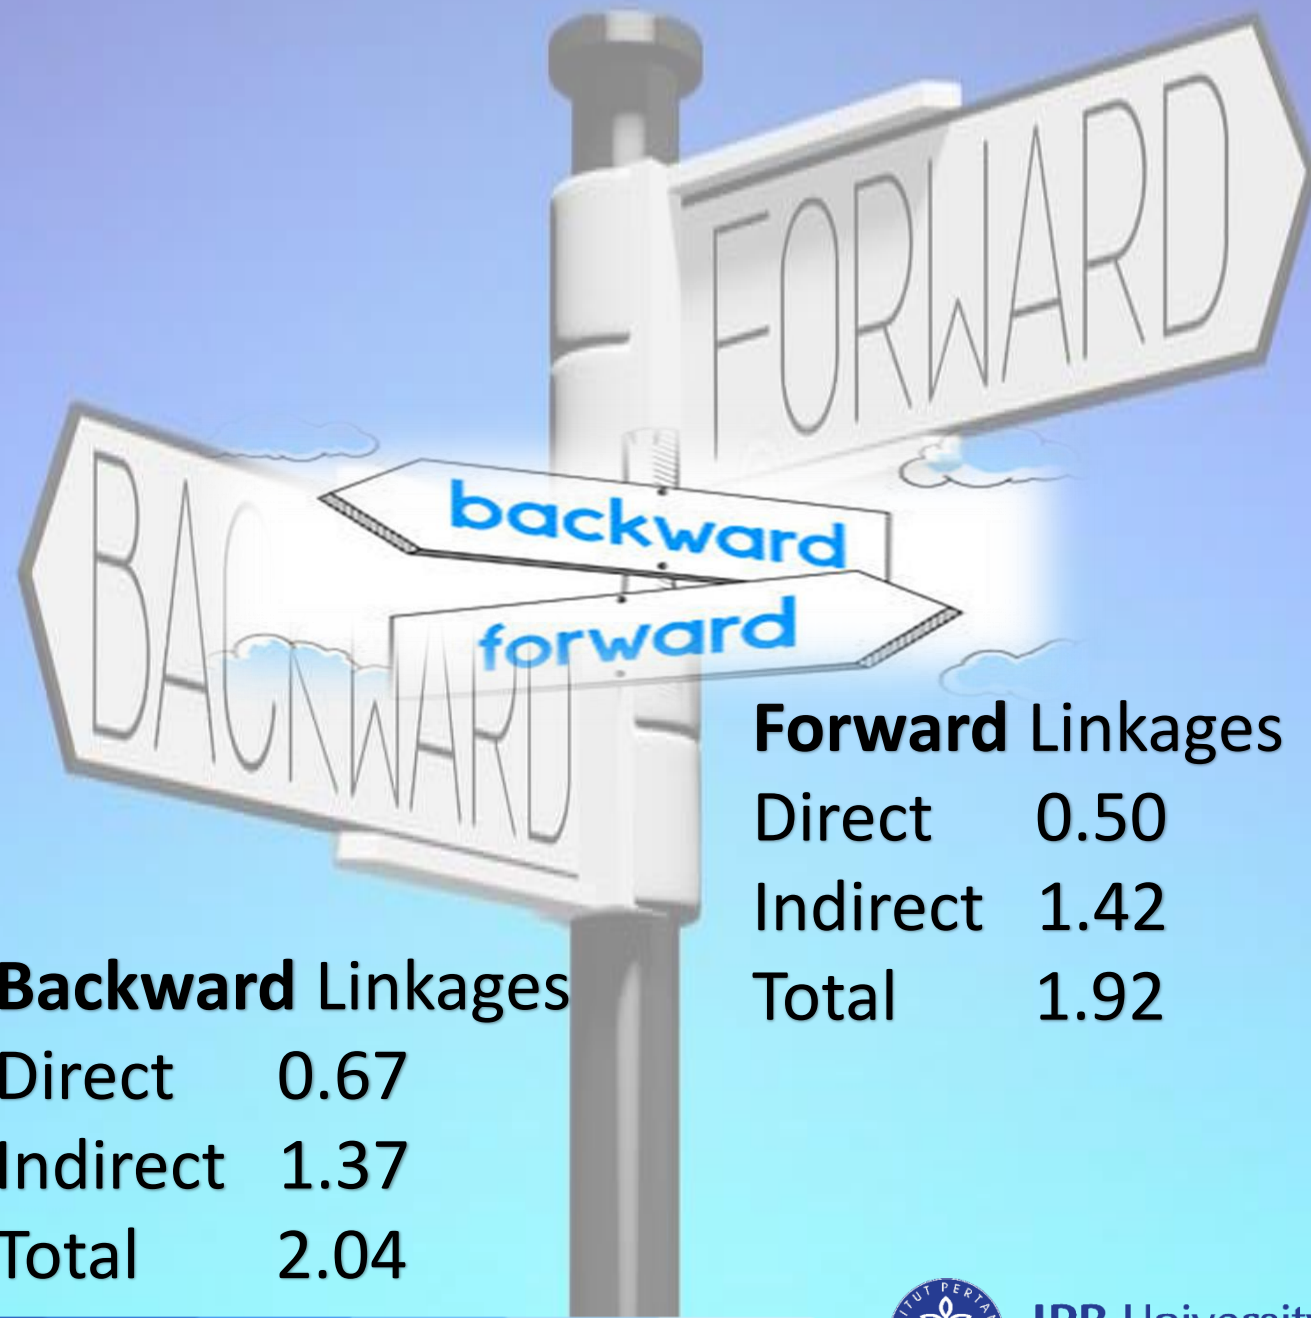 FORWARD
BACKWARD
backward
forward
Forward Linkages
Direct 0.50
Indirect 1.42
Total 1.92
Backward Linkages
Direct 0.67
Indirect 1.37
Total 2.04